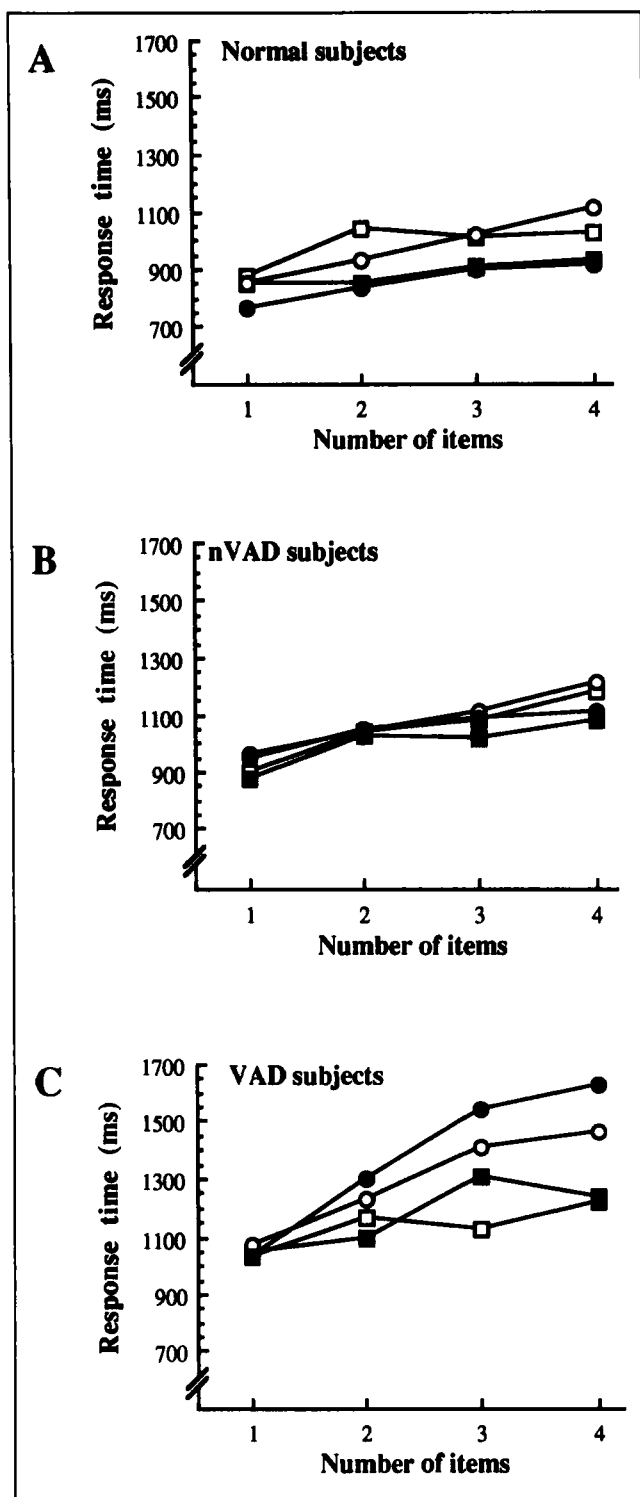 A
Normal subjects
Response time (ms)
1700
1500
1300
1100
900
700
1 2 3 4
Number of items
B
nVAD subjects
Response time (ms)
1700
1500
1300
1100
900
700
1 2 3 4
Number of items
C
VAD subjects
Response time (ms)
1700
1500
1300
1100
900
700
1 2 3 4
Number of items